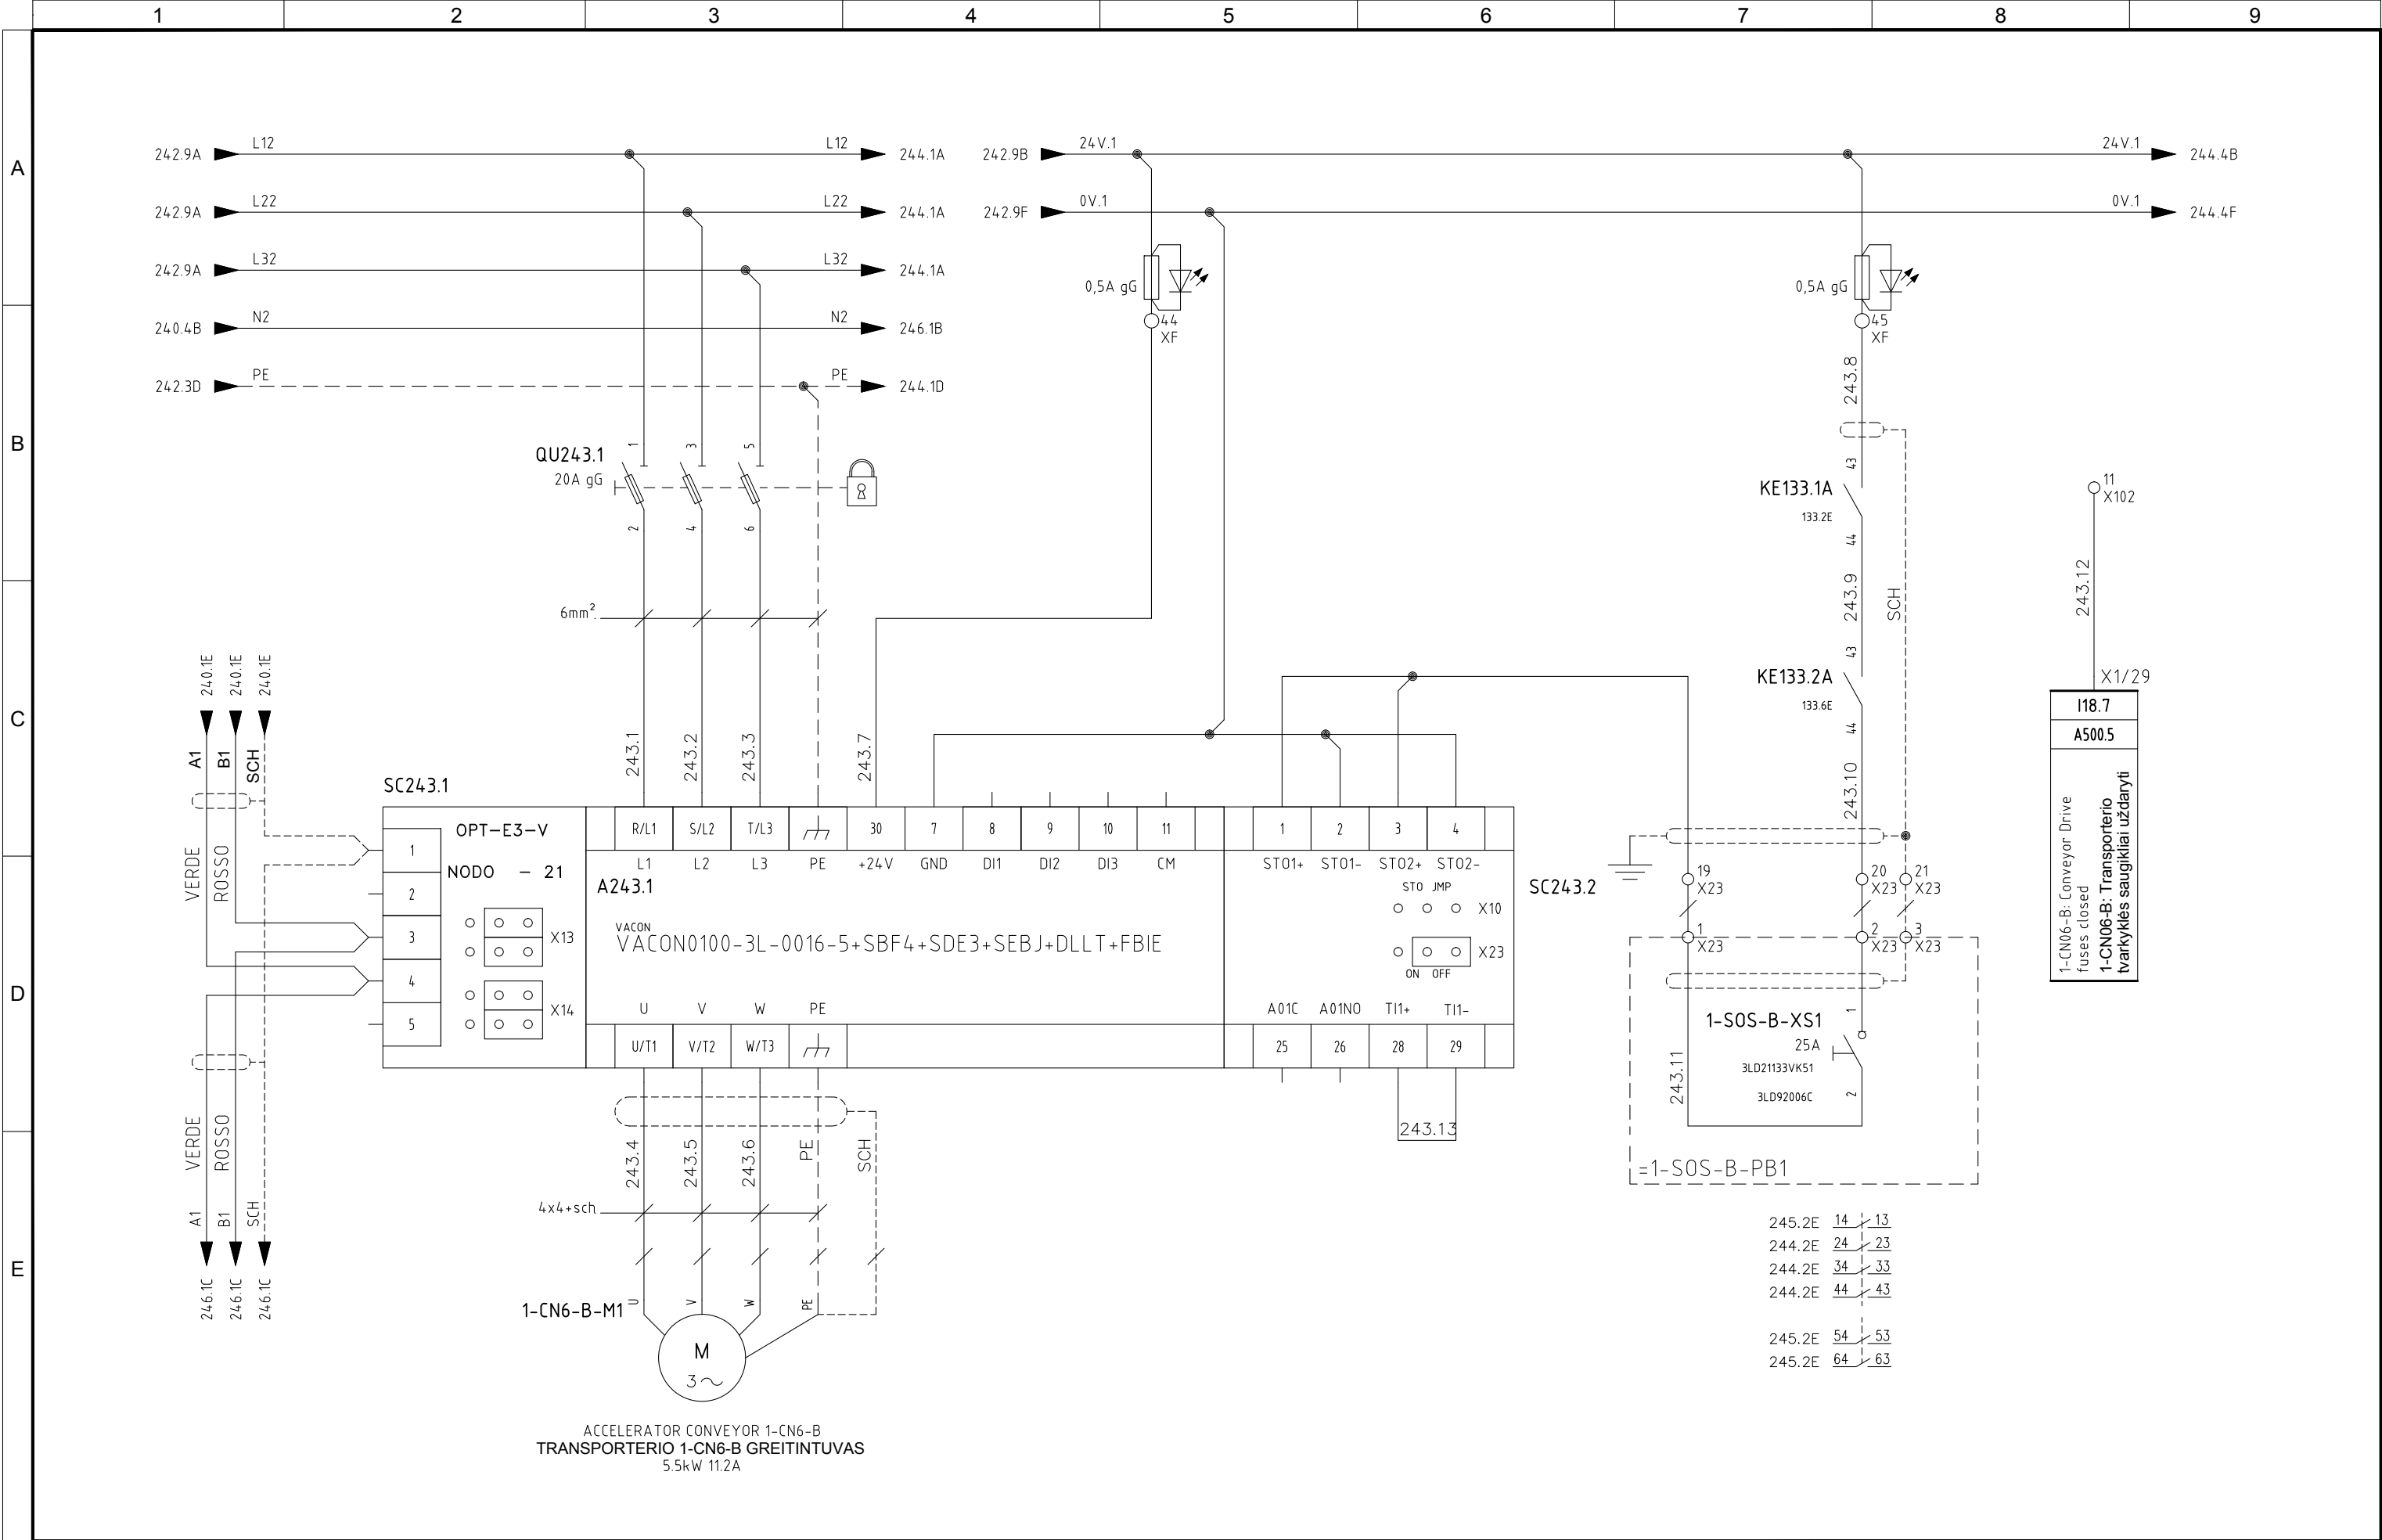 1 2 3 4 5 6 7 8 9
A
B
C
D
E
242.9A L12 L12 244.1A
242.9B 24V.1 24V.1 244.4B
242.9A L22 L22 244.1A
242.9F 0V.1 0V.1 244.4F
242.9A L32 L32 244.1A
240.4B N2 N2 246.1B
242.3D PE PE 244.1D
0,5A gG
44
XF
0,5A gG
45
XF
243.8
QU243.1
20A gG
1 3 5
2 4 6
6mm².
43
KE133.1A
133.2E
44
243.9
SCH
43
KE133.2A
133.6E
44
243.10
11
X102
243.12
X1/29
I18.7
A500.5
1-CN06-B: Conveyor Drive
fuses closed
1-CN06-B: Transporterio
tvarkyklės saugikliai uždaryti
240.1E 240.1E 240.1E
A1 B1 SCH
VERDE
ROSSO
243.1 243.2 243.3 243.7
SC243.1
OPT-E3-V
NODO - 21
1
2
3
4
5
X13
X14
R/L1 S/L2 T/L3 30 7 8 9 10 11 1 2 3 4
L1 L2 L3 PE +24V GND DI1 DI2 DI3 CM STO1+ STO1- STO2+ STO2-
A243.1
VACON
VACON0100-3L-0016-5+SBF4+SDE3+SEBJ+DLLT+FBIE
STO JMP
X10
X23
ON OFF
SC243.2
U V W PE A01C A01NO TI1+ TI1-
U/T1 V/T2 W/T3 25 26 28 29
243.13
19
X23
20
X23
21
X23
1
X23
2
X23
3
X23
1-SOS-B-XS1
25A
3LD21133VK51
3LD92006C
1
2
243.11
=1-SOS-B-PB1
VERDE
ROSSO
A1 B1 SCH
246.1C 246.1C 246.1C
243.4 243.5 243.6 PE SCH
4x4+sch
1-CN6-B-M1
U V W PE
M
3
ACCELERATOR CONVEYOR 1-CN6-B
TRANSPORTERIO 1-CN6-B GREITINTUVAS
5.5kW 11.2A
245.2E 14 13
244.2E 24 23
244.2E 34 33
244.2E 44 43
245.2E 54 53
245.2E 64 63